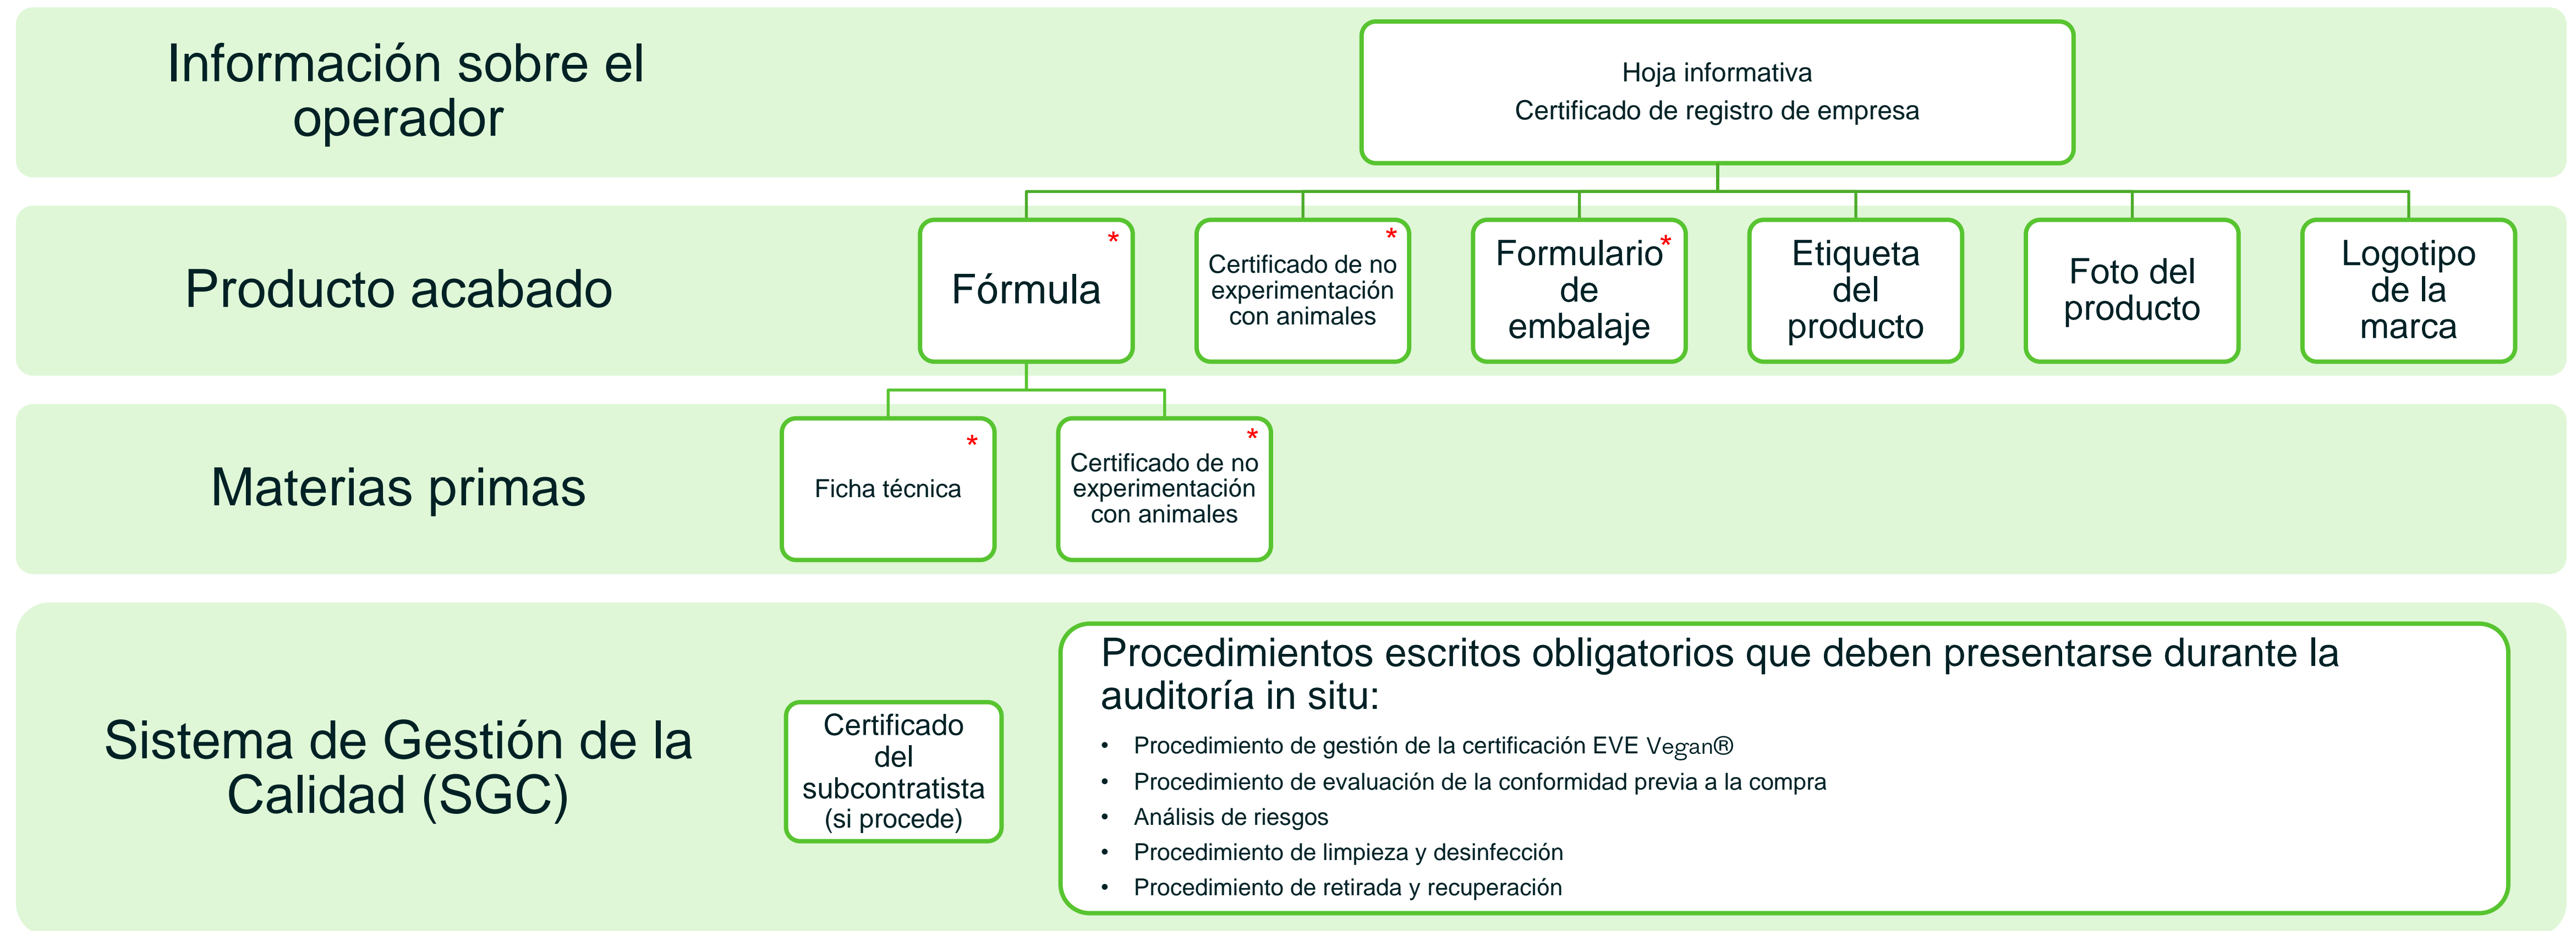 Información sobre el
operador
Hoja informativa
Certificado de registro de empresa
Producto acabado
*
Fórmula
*
Certificado de no
experimentación
con animales
Formulario*
de
embalaje
Etiqueta
del
producto
Foto del
producto
Logotipo
de la
marca
Materias primas
*
Ficha técnica
*
Certificado de no
experimentación
con animales
Sistema de Gestión de la
Calidad (SGC)
Certificado
del
subcontratista
(si procede)
Procedimientos escritos obligatorios que deben presentarse durante la
auditoría in situ:
• Procedimiento de gestión de la certificación EVE Vegan®
• Procedimiento de evaluación de la conformidad previa a la compra
• Análisis de riesgos
• Procedimiento de limpieza y desinfección
• Procedimiento de retirada y recuperación